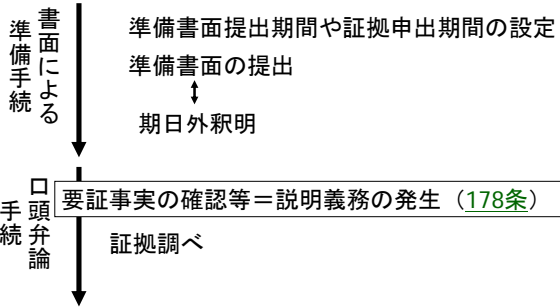 書面による
準備手続
準備書面提出期間や証拠申出期間の設定
準備書面の提出
期日外釈明
口頭弁論
手続
要証事実の確認等＝説明義務の発生（178条）
証拠調べ